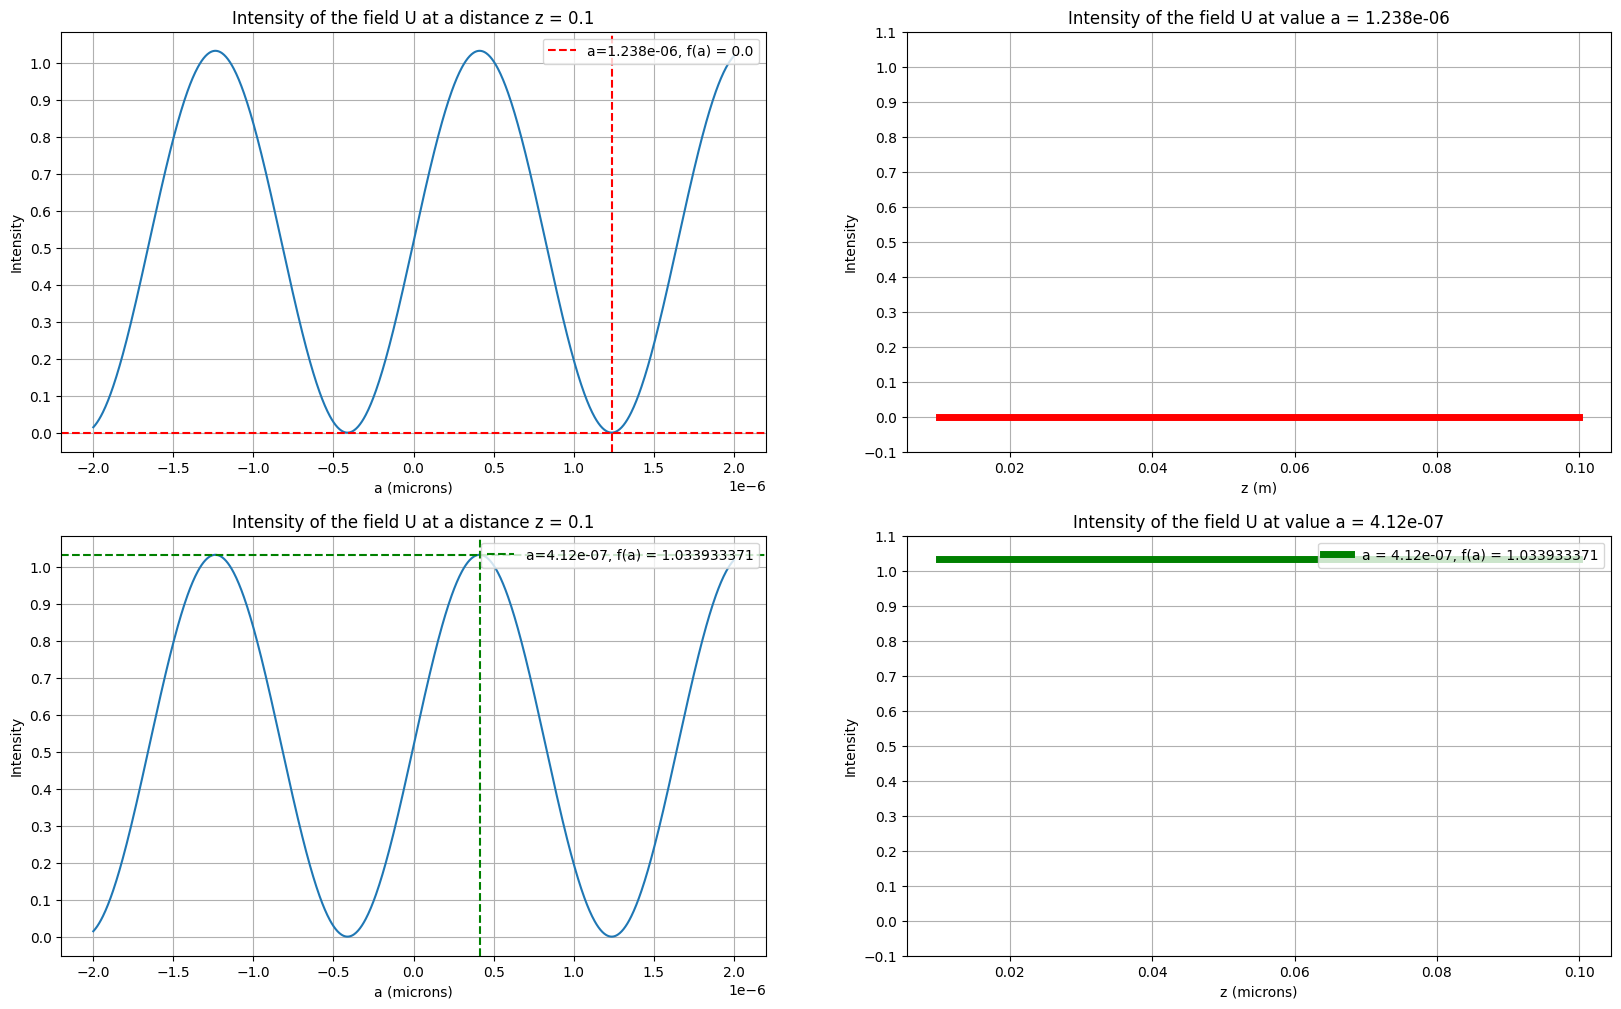 Intensity of the field U at a distance z = 0.1
a=1.238e-06, f(a) = 0.0
Intensity
1.0
0.9
0.8
0.7
0.6
0.5
0.4
0.3
0.2
0.1
0.0
−2.0 −1.5 −1.0 −0.5 0.0 0.5 1.0 1.5 2.0
a (microns)
1e−6
Intensity of the field U at value a = 1.238e-06
Intensity
1.1
1.0
0.9
0.8
0.7
0.6
0.5
0.4
0.3
0.2
0.1
0.0
−0.1
0.02 0.04 0.06 0.08 0.10
z (m)
Intensity of the field U at a distance z = 0.1
a=4.12e-07, f(a) = 1.033933371
Intensity
1.0
0.9
0.8
0.7
0.6
0.5
0.4
0.3
0.2
0.1
0.0
−2.0 −1.5 −1.0 −0.5 0.0 0.5 1.0 1.5 2.0
a (microns)
1e−6
Intensity of the field U at value a = 4.12e-07
a = 4.12e-07, f(a) = 1.033933371
Intensity
1.1
1.0
0.9
0.8
0.7
0.6
0.5
0.4
0.3
0.2
0.1
0.0
−0.1
0.02 0.04 0.06 0.08 0.10
z (microns)